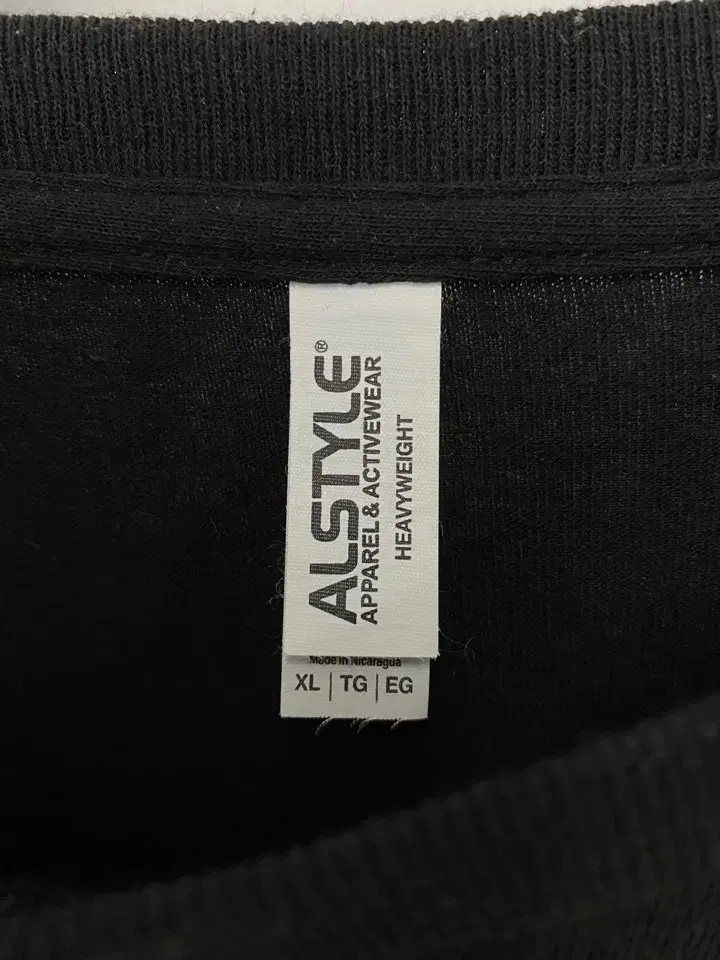 ALSTYLE®
APPAREL & ACTIVEWEAR
HEAVYWEIGHT
Made in Nicaragua
XL | TG | EG